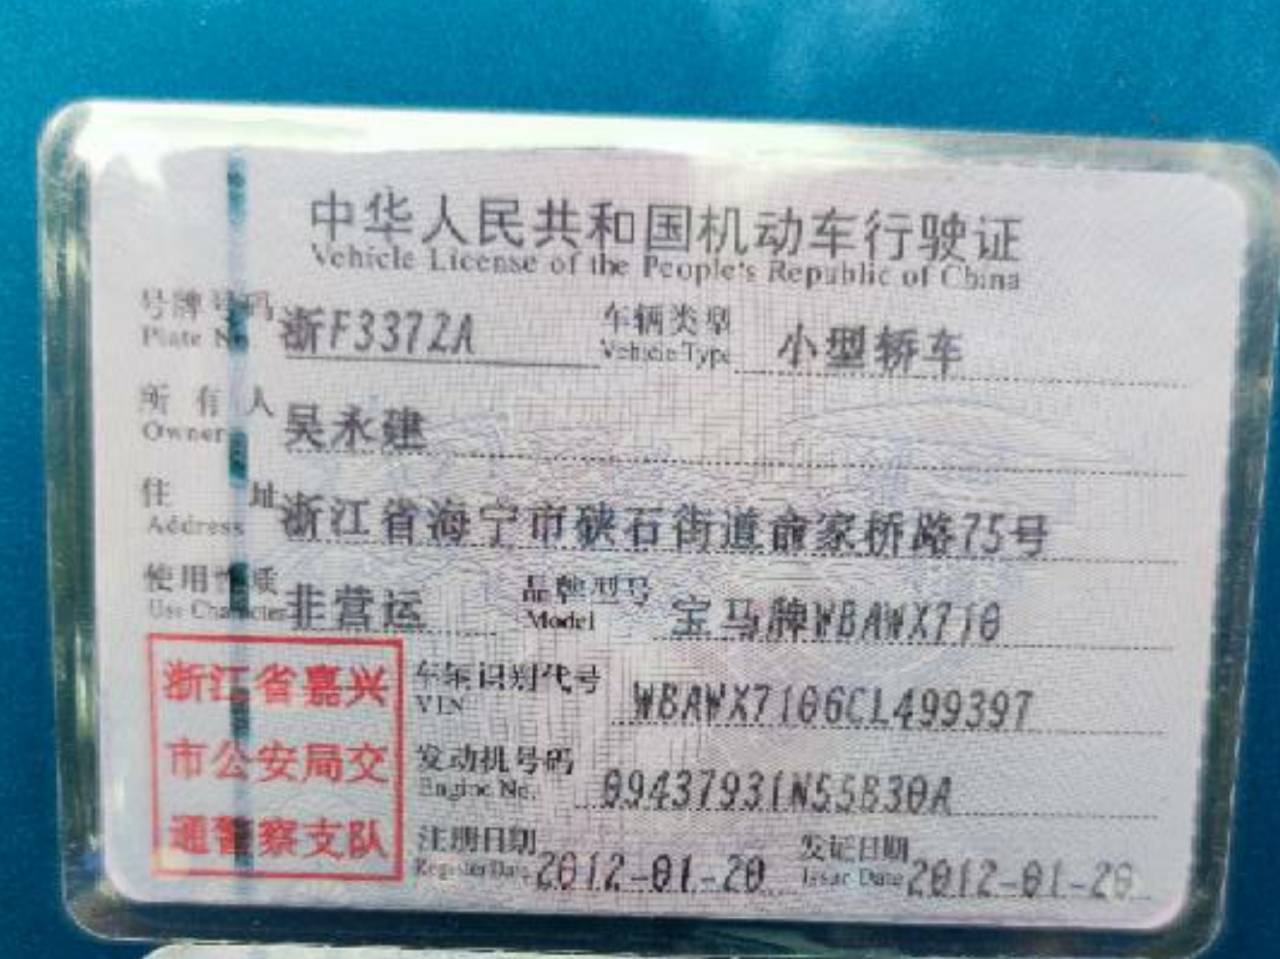 中华人民共和国机动车行驶证
Vehicle License of the People's Republic of China
号牌号码 浙F3372A 车辆类型 小型轿车
Plate No. Vehicle Type
所有人 吴永建
Owner
住址 浙江省海宁市硖石街道俞家桥路75号
Address
使用性质 非营运 品牌型号 宝马牌WBAWX710
Use Character Model
浙江省嘉兴 车辆识别代号 WBAWX7106CL499397
VIN
市公安局交 发动机号码 09437931N55B30A
Engine No.
通警察支队 注册日期 2012-01-20 发证日期 2012-01-20
Register Date Issue Date